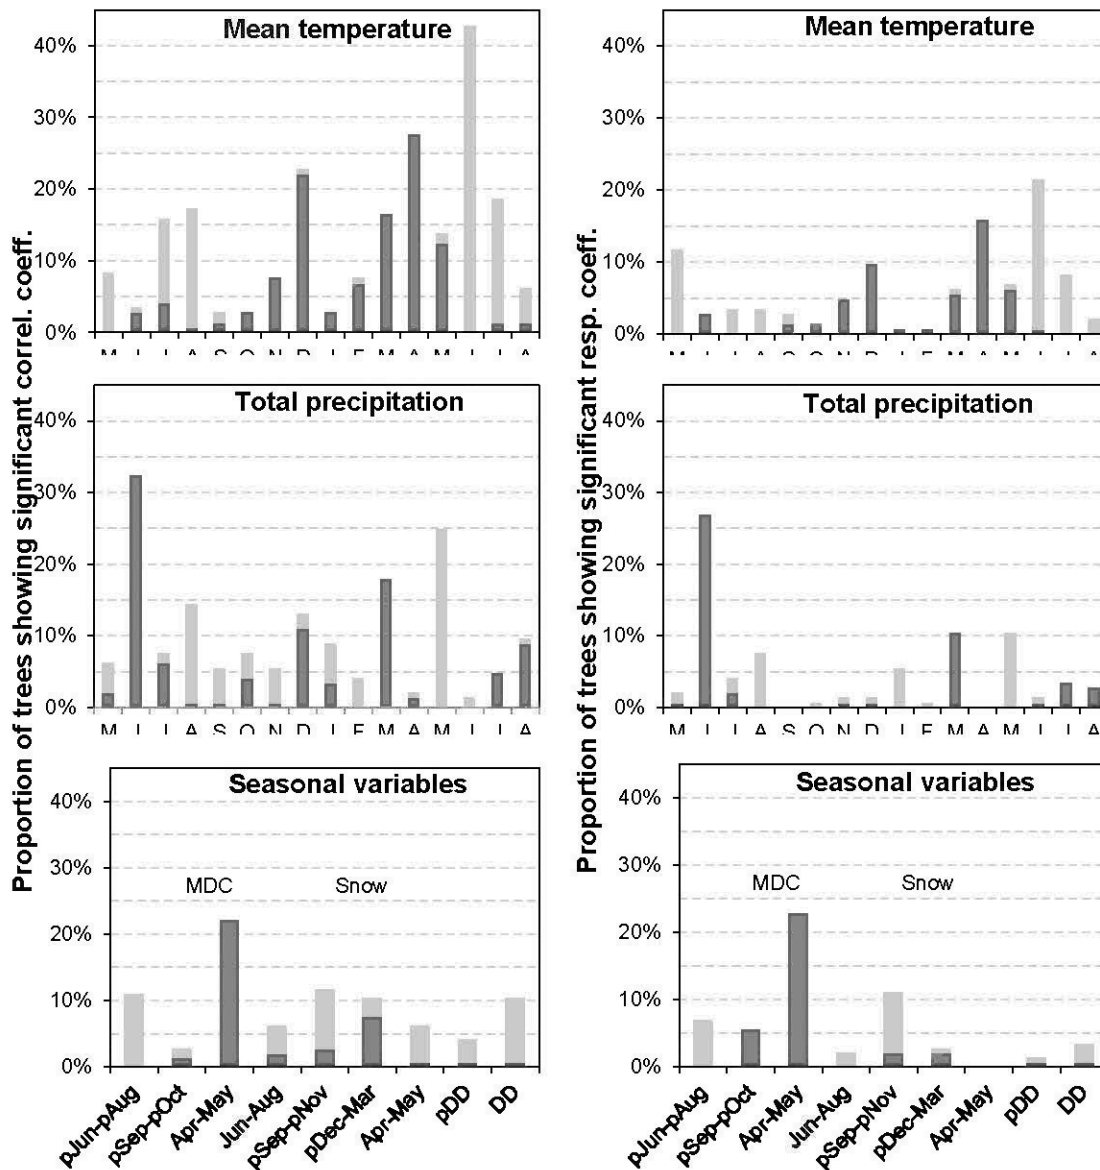 Proportion of trees showing significant correl. coeff.
Mean temperature
40%
30%
20%
10%
0%
M J J A S O N D J F M A M J J A
Total precipitation
40%
30%
20%
10%
0%
M J J A S O N D J F M A M J J A
Seasonal variables
40%
30%
20%
10%
0%
MDC Snow
pJun-pAug pSep-pOct Apr-May Jun-Aug pSep-pNov pDec-Mar Apr-May pDD DD
Proportion of trees showing significant resp. coeff.
Mean temperature
40%
30%
20%
10%
0%
M J J A S O N D J F M A M J J A
Total precipitation
40%
30%
20%
10%
0%
M J J A S O N D J F M A M J J A
Seasonal variables
40%
30%
20%
10%
0%
MDC Snow
pJun-pAug pSep-pOct Apr-May Jun-Aug pSep-pNov pDec-Mar Apr-May pDD DD